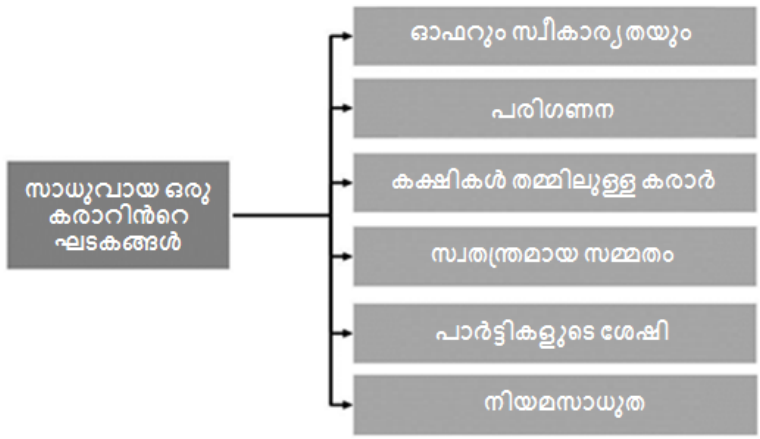 സാധുവായ ഒരു
കരാറിൻറെ
ഘടകങ്ങൾ
ഓഫറും സ്വീകാര്യതയും
പരിഗണന
കക്ഷികൾ തമ്മിലുള്ള കരാർ
സ്വതന്ത്രമായ സമ്മതം
പാർട്ടികളുടെ ശേഷി
നിയമസാധുത